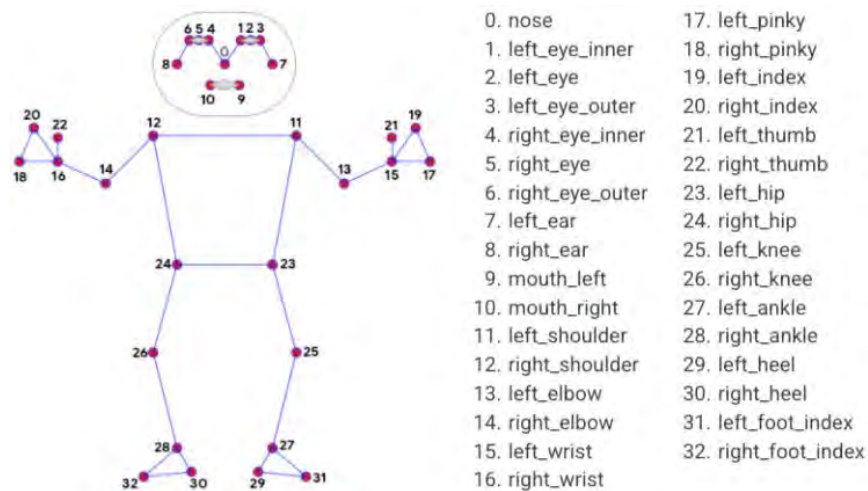 6 5 4 1 2 3
8 0 7
10 9
20 22 12 11 21 19
18 16 14 13 15 17
24 23
26 25
28 27
32 30 29 31
0. nose
1. left_eye_inner
2. left_eye
3. left_eye_outer
4. right_eye_inner
5. right_eye
6. right_eye_outer
7. left_ear
8. right_ear
9. mouth_left
10. mouth_right
11. left_shoulder
12. right_shoulder
13. left_elbow
14. right_elbow
15. left_wrist
16. right_wrist
17. left_pinky
18. right_pinky
19. left_index
20. right_index
21. left_thumb
22. right_thumb
23. left_hip
24. right_hip
25. left_knee
26. right_knee
27. left_ankle
28. right_ankle
29. left_heel
30. right_heel
31. left_foot_index
32. right_foot_index